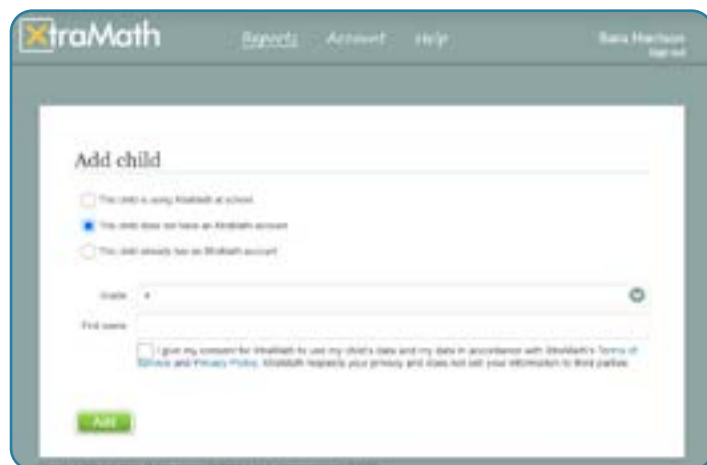 XtraMath
Reports Account Help
Sign out
Add child
This child is using XtraMath at school
This child does not have an XtraMath account
This child already has an XtraMath account
Grade 4
First name
I give my consent for XtraMath to use my child's data and my data in accordance with XtraMath's Terms of
Service and Privacy Policy. XtraMath respects your privacy and does not sell your information to third parties.
Add